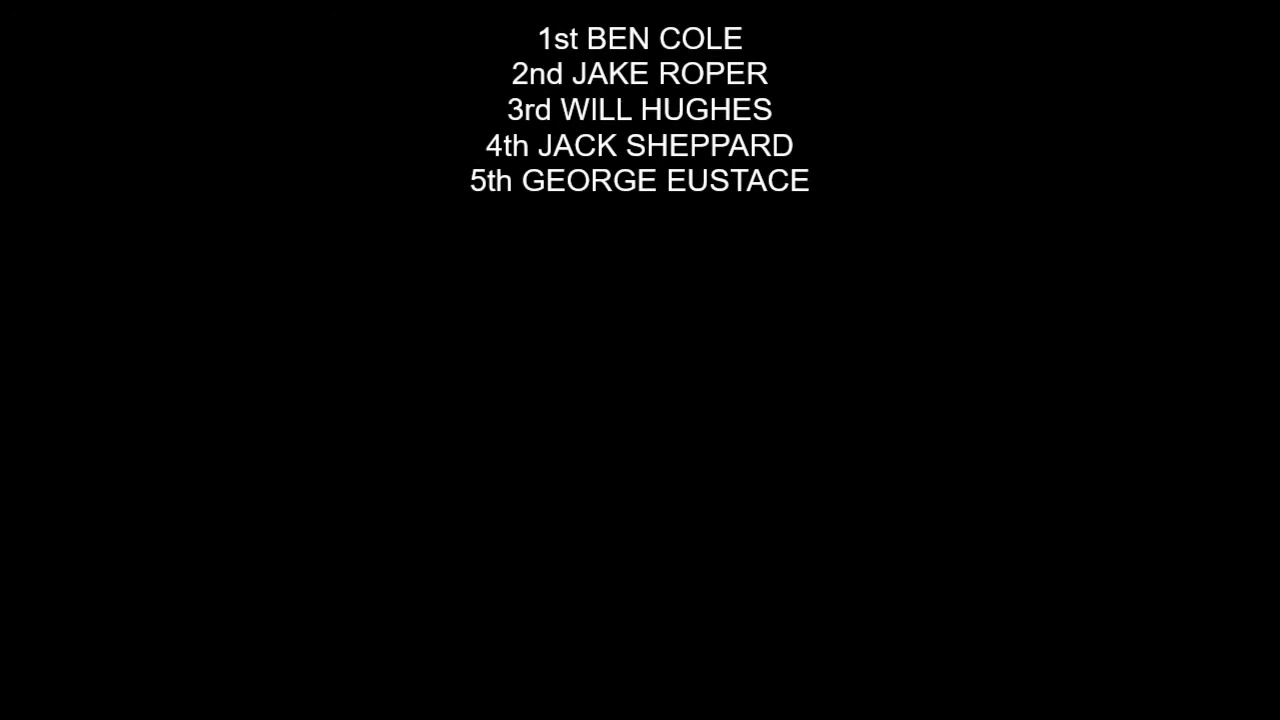 1st BEN COLE
2nd JAKE ROPER
3rd WILL HUGHES
4th JACK SHEPPARD
5th GEORGE EUSTACE